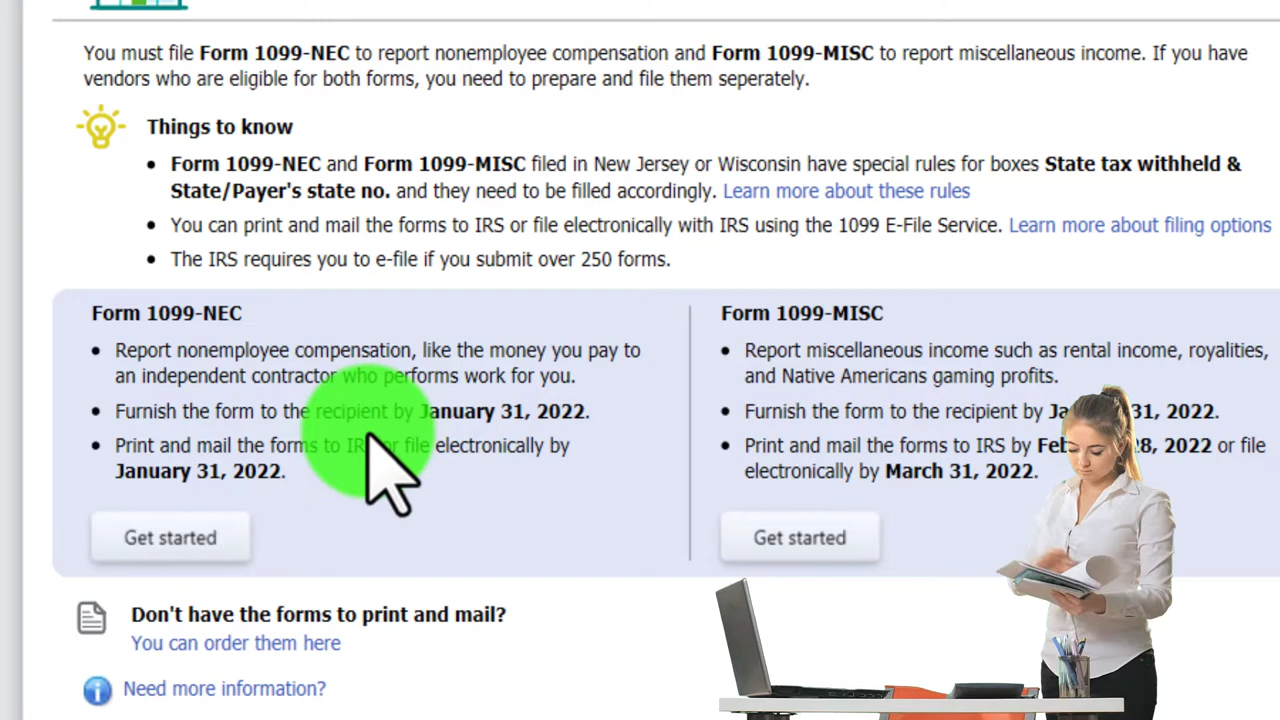 You must file Form 1099-NEC to report nonemployee compensation and Form 1099-MISC to report miscellaneous income. If you have
vendors who are eligible for both forms, you need to prepare and file them seperately.
Things to know
• Form 1099-NEC and Form 1099-MISC filed in New Jersey or Wisconsin have special rules for boxes State tax withheld &
State/Payer's state no. and they need to be filled accordingly. Learn more about these rules
• You can print and mail the forms to IRS or file electronically with IRS using the 1099 E-File Service. Learn more about filing options
• The IRS requires you to e-file if you submit over 250 forms.
Form 1099-NEC
• Report nonemployee compensation, like the money you pay to
an independent contractor who performs work for you.
• Furnish the form to the recipient by January 31, 2022.
• Print and mail the forms to IRS or file electronically by
January 31, 2022.
Get started
Form 1099-MISC
• Report miscellaneous income such as rental income, royalities,
and Native Americans gaming profits.
• Furnish the form to the recipient by 31, 2022.
• Print and mail the forms to IRS by 2022 or file
electronically by March 31, 2022.
Get started
Don't have the forms to print and mail?
You can order them here
Need more information?